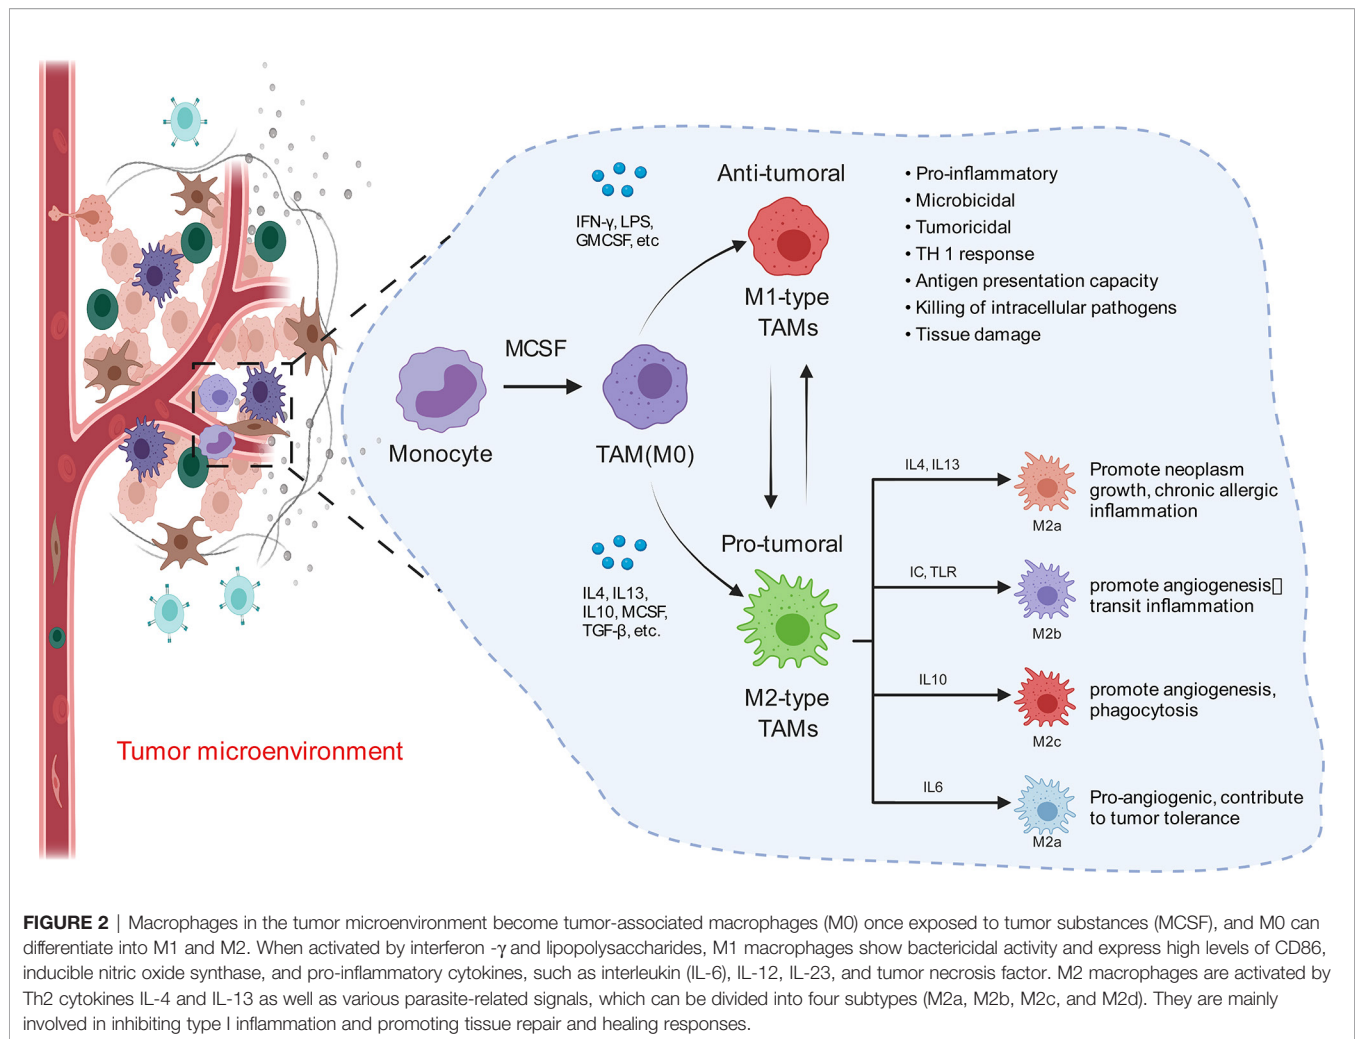 Anti-tumoral
IFN-γ, LPS,
GMCSF, etc
M1-type
TAMs
• Pro-inflammatory
• Microbicidal
• Tumoricidal
• TH 1 response
• Antigen presentation capacity
• Killing of intracellular pathogens
• Tissue damage
MCSF
Monocyte
TAM(M0)
Pro-tumoral
IL4, IL13,
IL10, MCSF,
TGF-β, etc.
M2-type
TAMs
IL4, IL13
M2a
Promote neoplasm
growth, chronic allergic
inflammation
IC, TLR
M2b
promote angiogenesis▯
transit inflammation
IL10
M2c
promote angiogenesis,
phagocytosis
IL6
M2a
Pro-angiogenic, contribute
to tumor tolerance
Tumor microenvironment
FIGURE 2 | Macrophages in the tumor microenvironment become tumor-associated macrophages (M0) once exposed to tumor substances (MCSF), and M0 can
differentiate into M1 and M2. When activated by interferon -γ and lipopolysaccharides, M1 macrophages show bactericidal activity and express high levels of CD86,
inducible nitric oxide synthase, and pro-inflammatory cytokines, such as interleukin (IL-6), IL-12, IL-23, and tumor necrosis factor. M2 macrophages are activated by
Th2 cytokines IL-4 and IL-13 as well as various parasite-related signals, which can be divided into four subtypes (M2a, M2b, M2c, and M2d). They are mainly
involved in inhibiting type I inflammation and promoting tissue repair and healing responses.